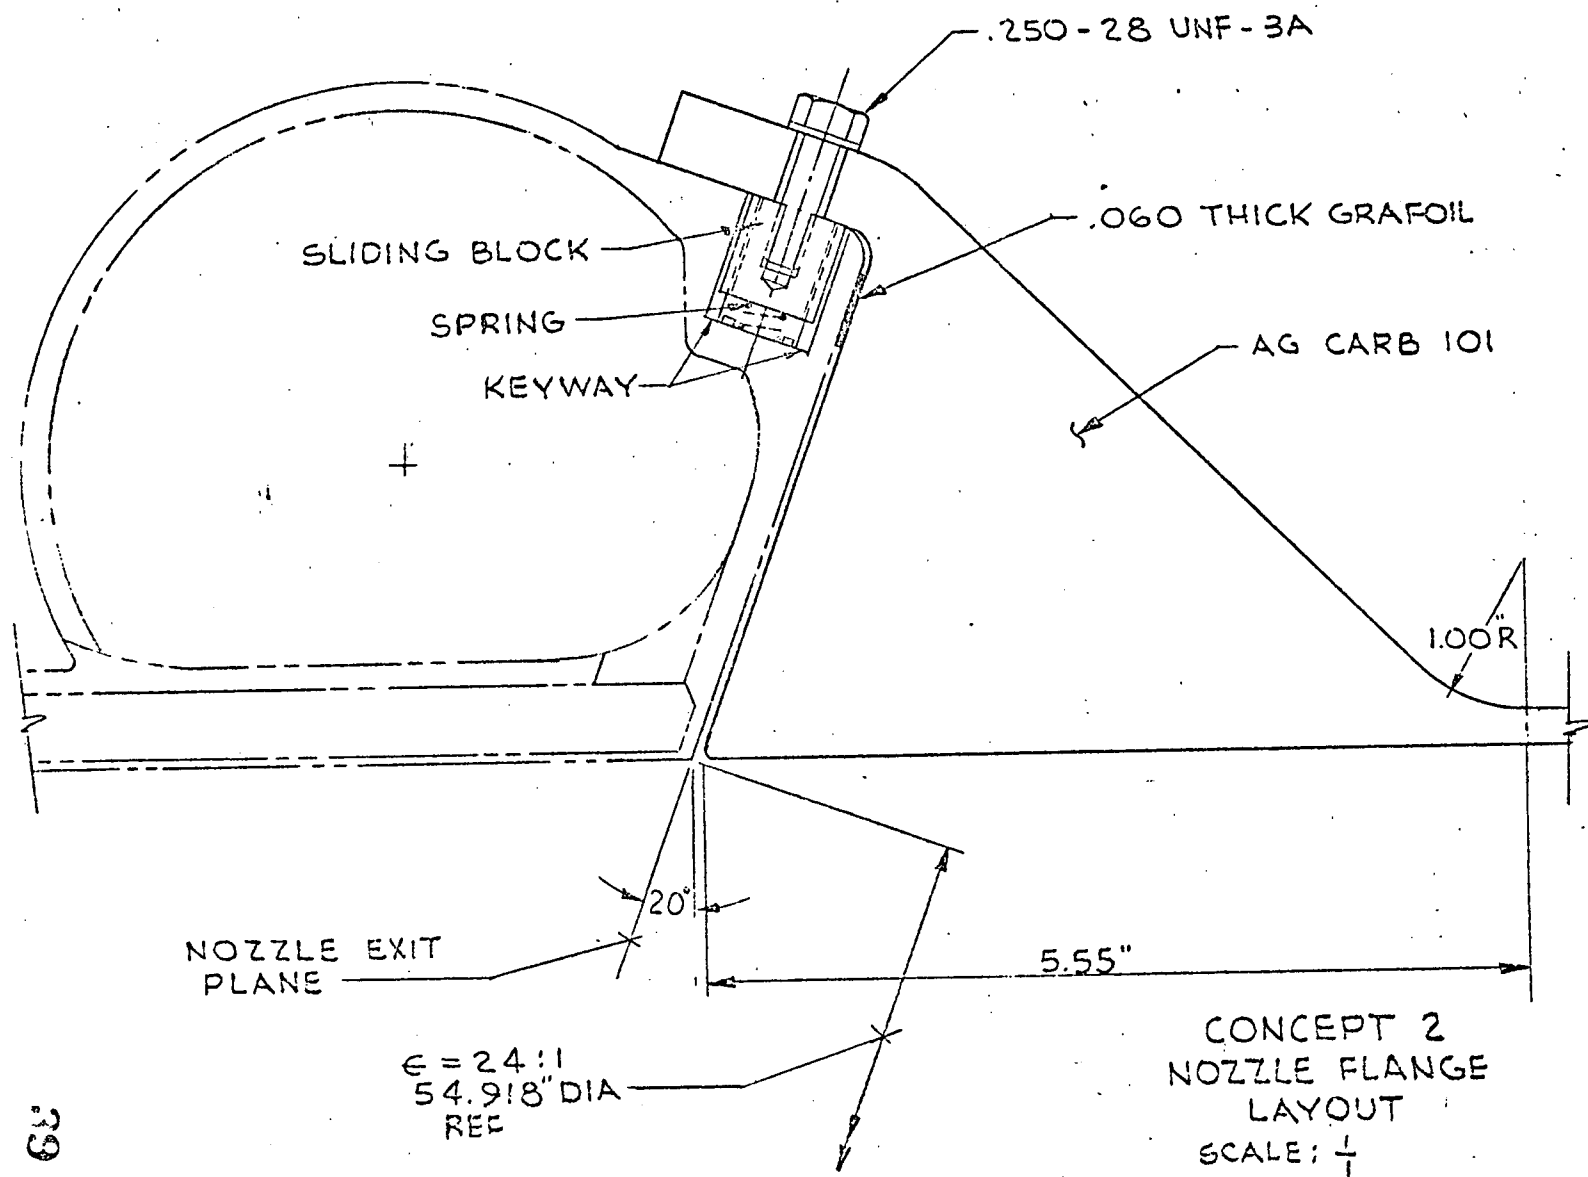 .250-28 UNF-3A
.060 THICK GRAFOIL
SLIDING BLOCK
SPRING
AG CARB 101
KEYWAY
1.00"R
20°
NOZZLE EXIT
PLANE
5.55"
ϵ = 24:1
54.918" DIA
REF
CONCEPT 2
NOZZLE FLANGE
LAYOUT
SCALE: 1/1
39